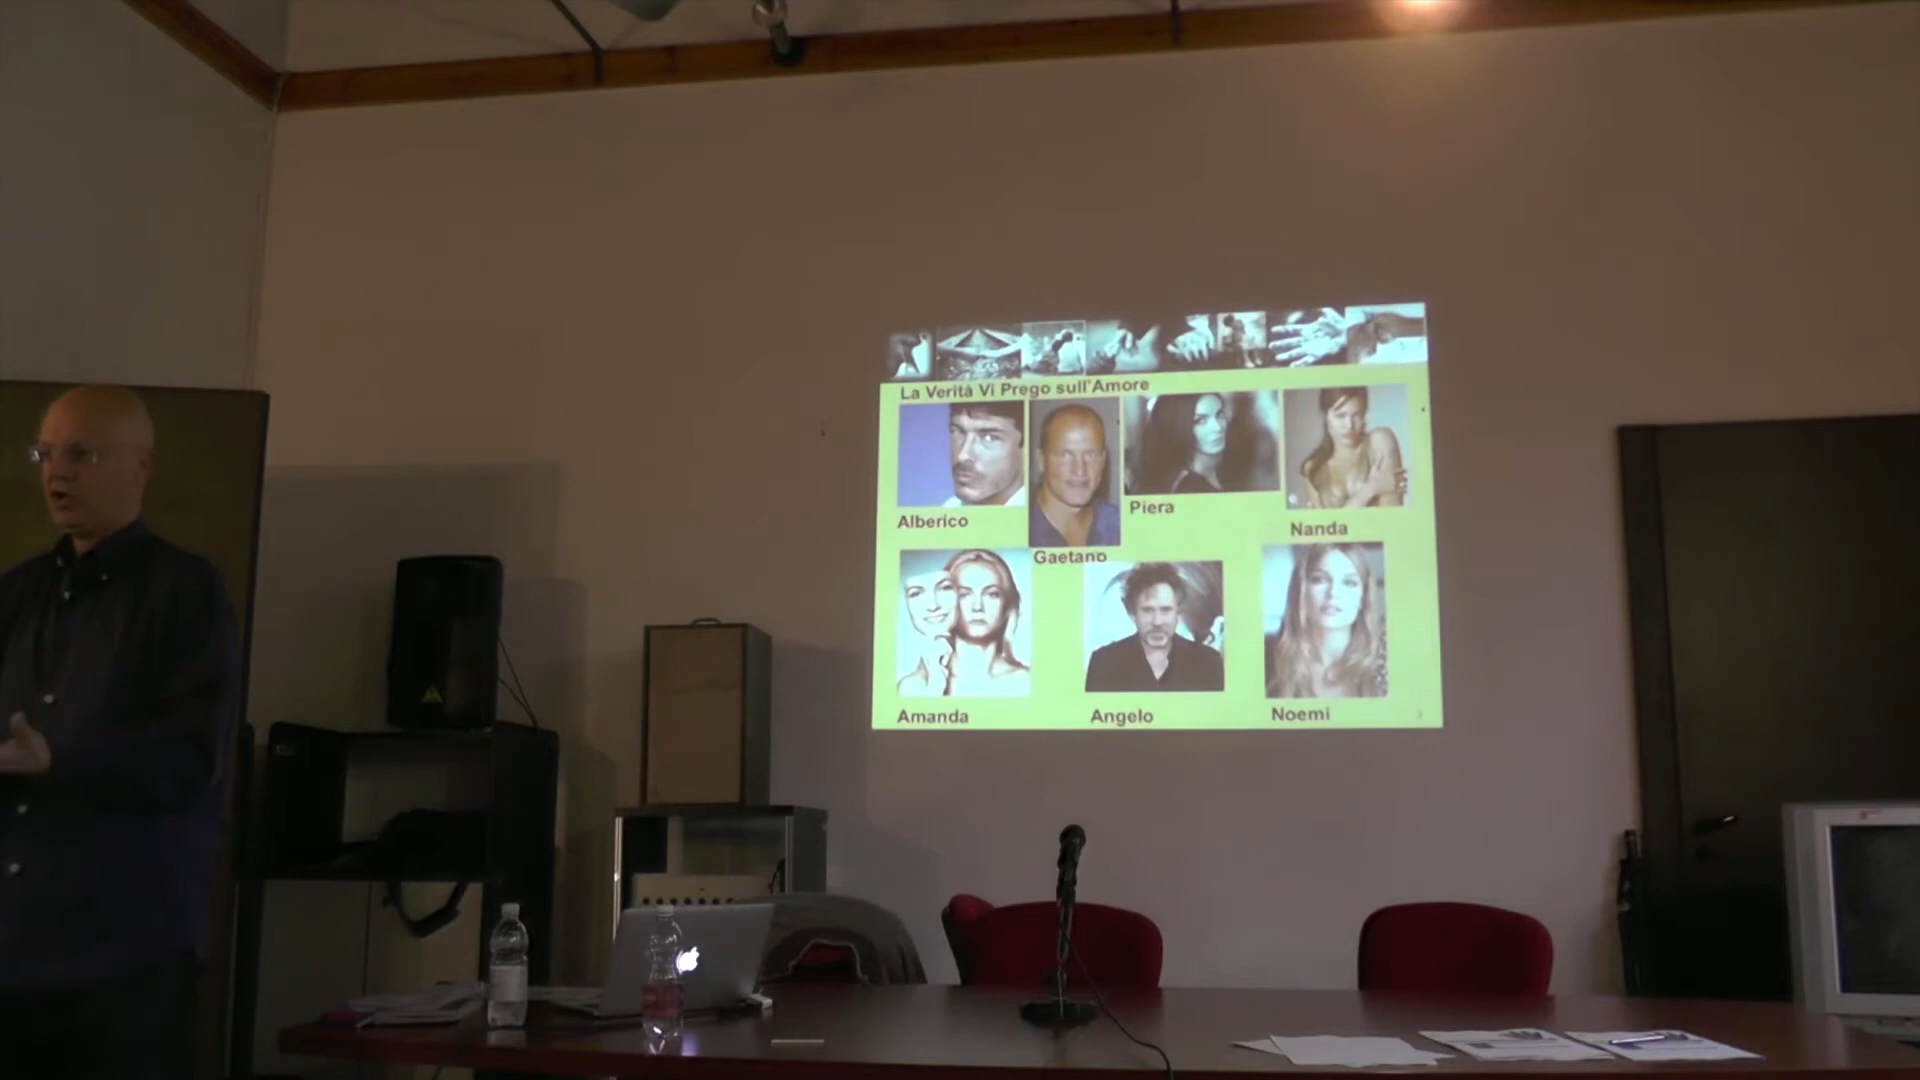 La Verità Vi Prego sull'Amore
Alberico
Gaetano
Piera
Nanda
Amanda
Angelo
Noemi